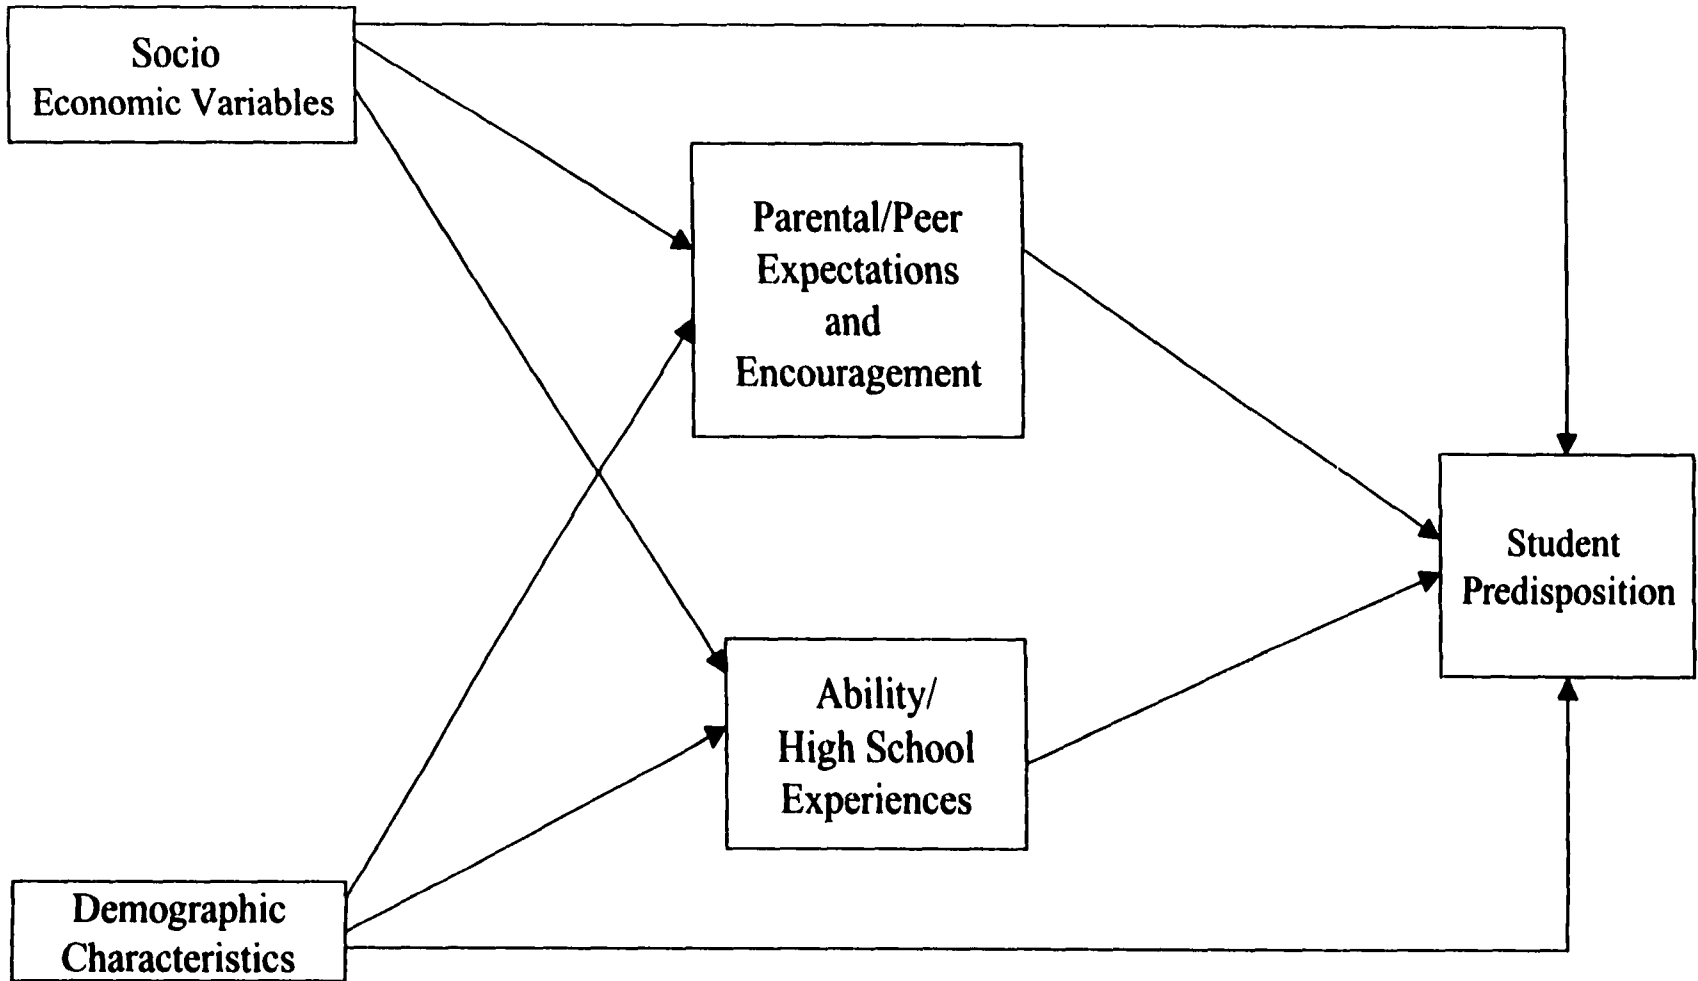 Socio
Economic Variables
Parental/Peer
Expectations
and
Encouragement
Student
Predisposition
Ability/
High School
Experiences
Demographic
Characteristics